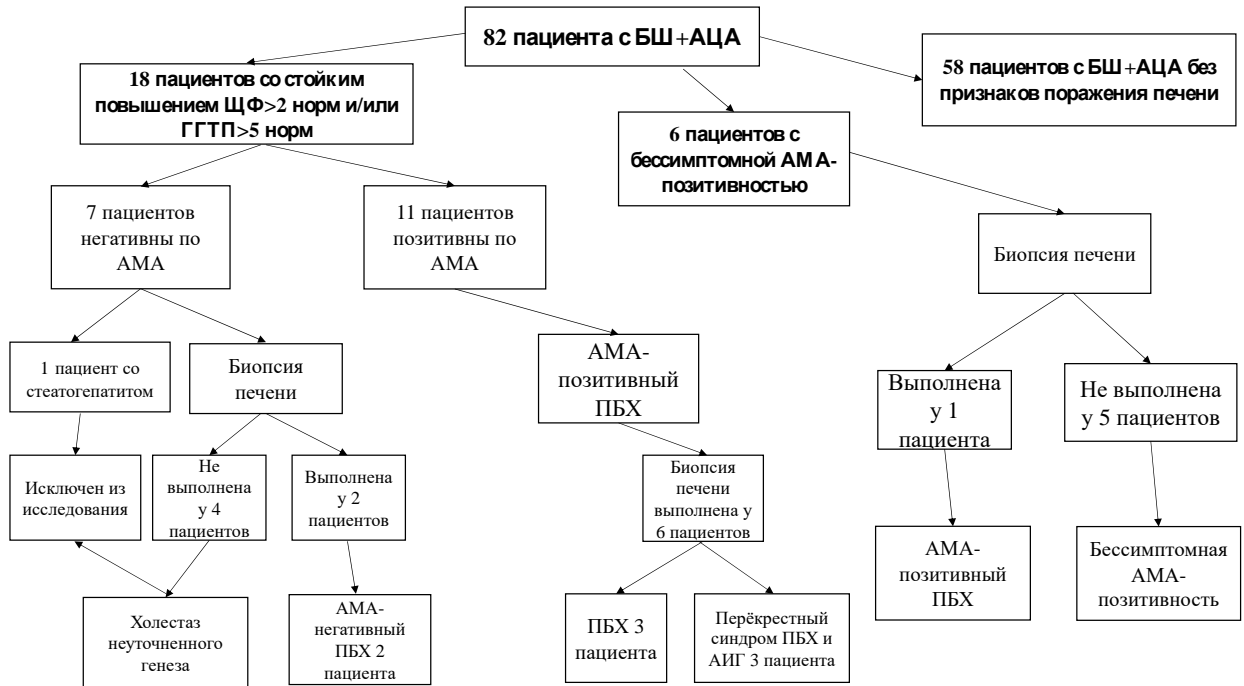 82 пациента с БШ+АЦА
18 пациентов со стойким
повышением ЩФ>2 норм и/или
ГГТП>5 норм
58 пациентов с БШ+АЦА без
признаков поражения печени
6 пациентов с
бессимптомной АМА-
позитивностью
7 пациентов
негативны по
АМА
11 пациентов
позитивны по
АМА
Биопсия печени
1 пациент со
стеатогепатитом
Биопсия
печени
АМА-
позитивный
ПБХ
Выполнена
у 1
пациента
Не выполнена
у 5 пациентов
Исключен из
исследования
Не
выполнена
у 4
пациентов
Выполнена
у 2
пациентов
Биопсия
печени
выполнена у
6 пациентов
АМА-
позитивный
ПБХ
Бессимптомная
АМА-
позитивность
Холестаз
неуточненного
генеза
АМА-
негативный
ПБХ 2
пациента
ПБХ 3
пациента
Перёкрестный
синдром ПБХ и
АИГ 3 пациента